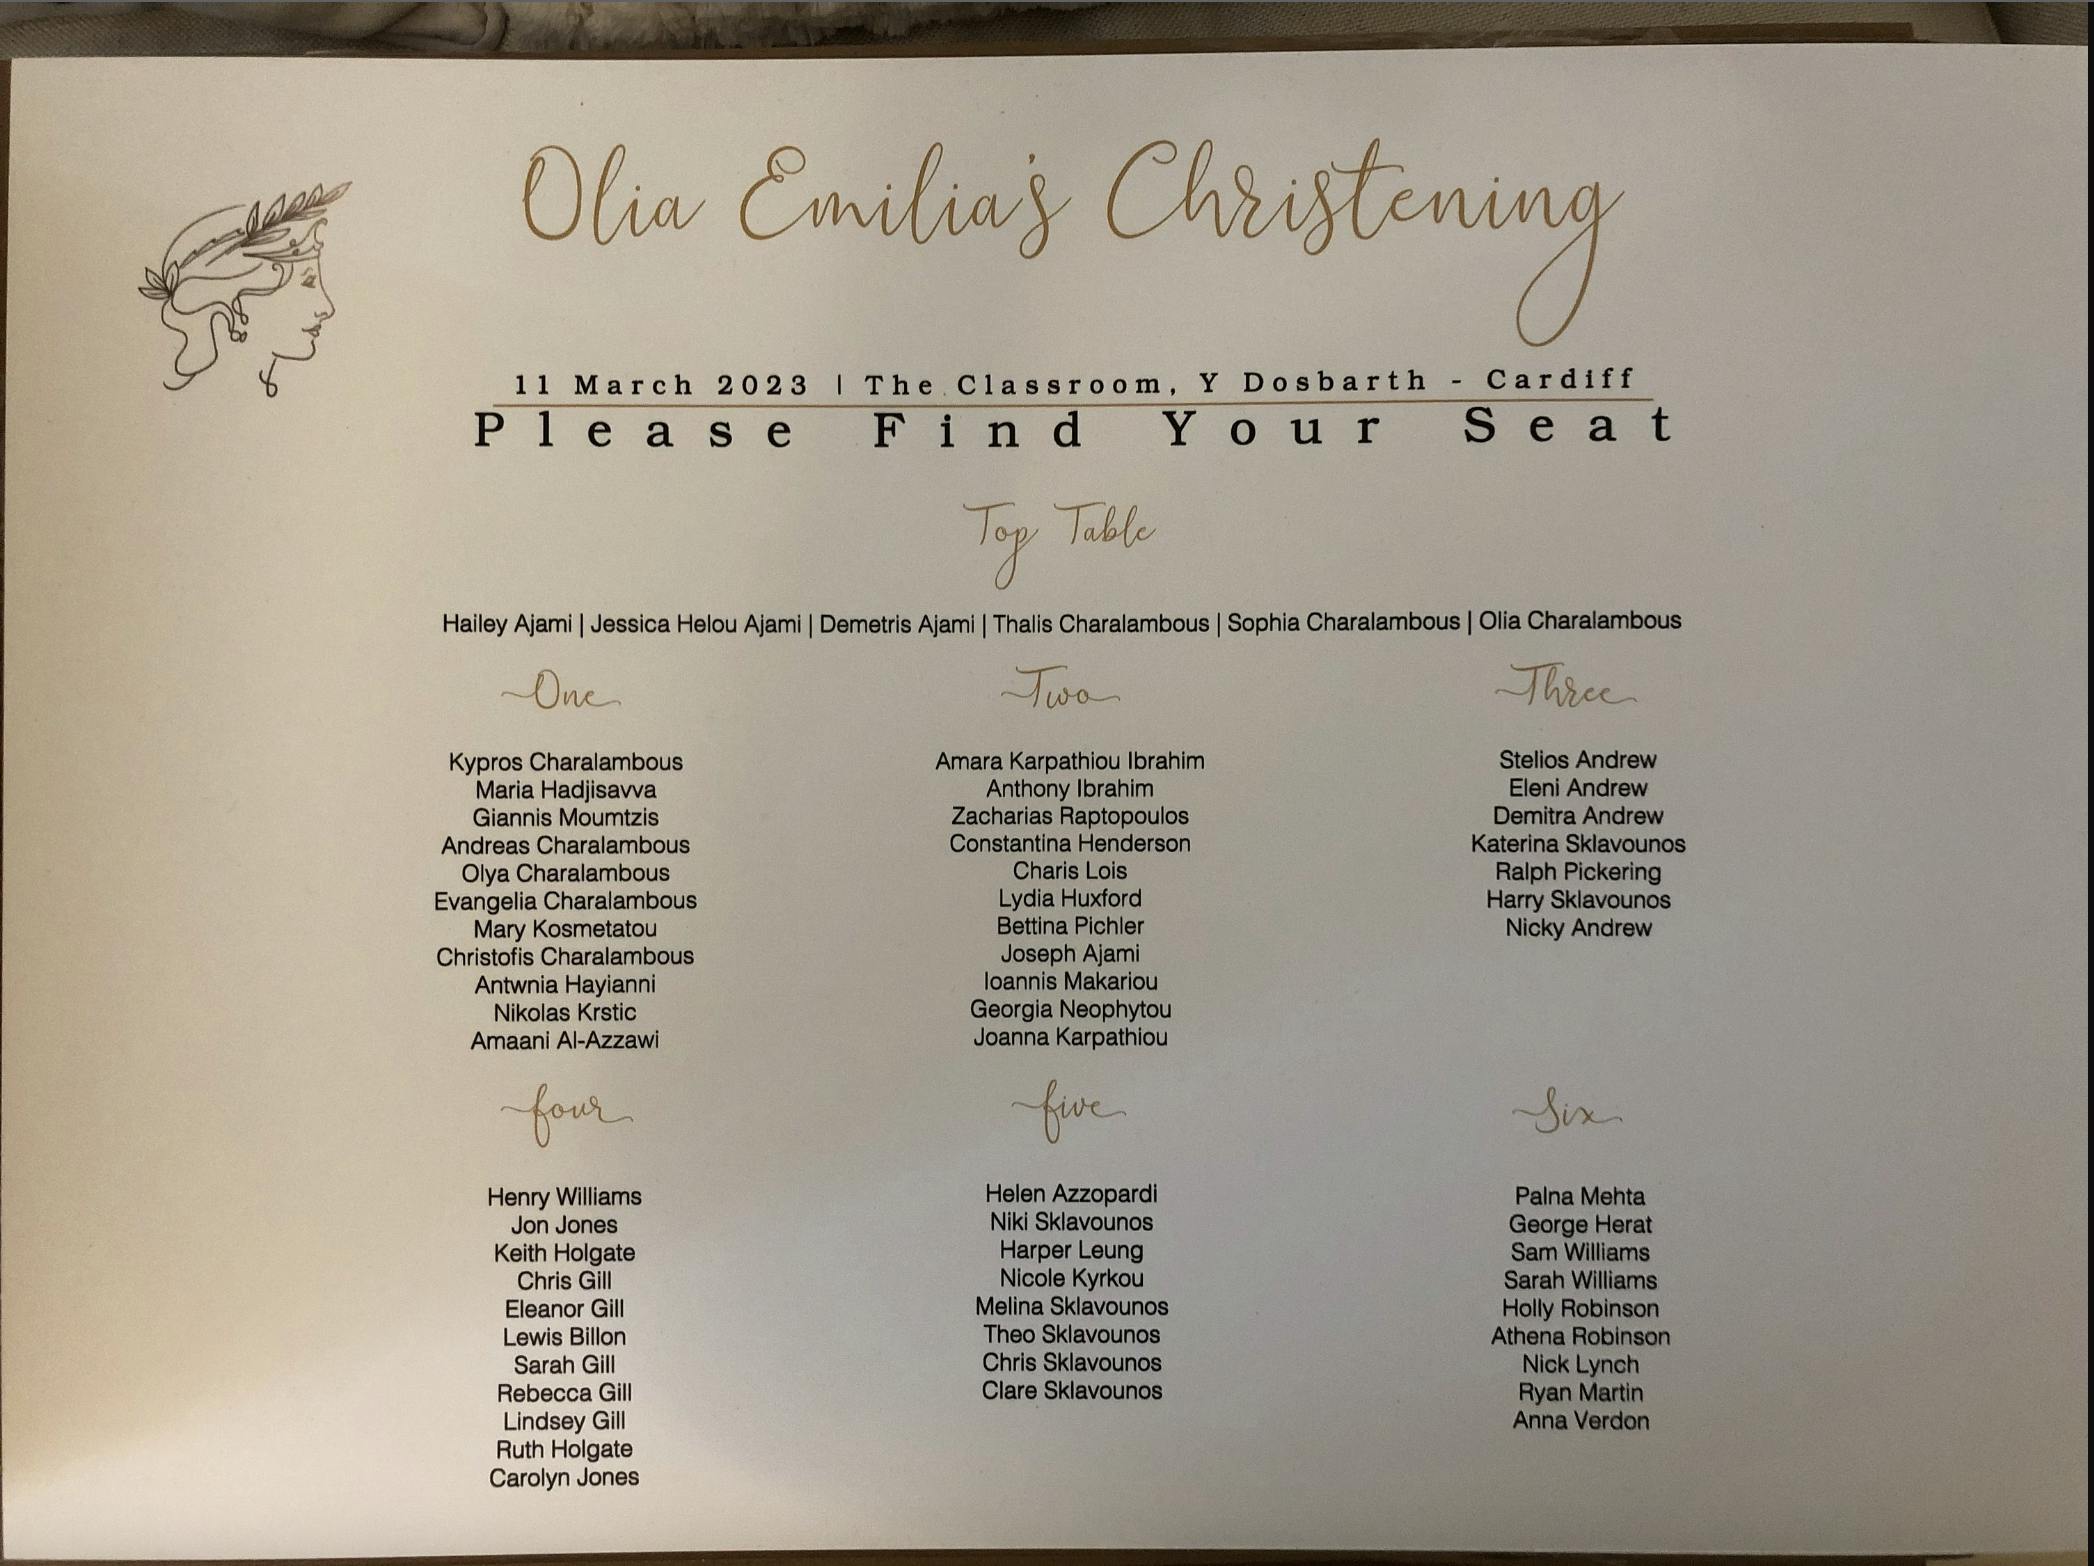 Olia Emilia's Christening
11 March 2023 | The Classroom, Y Dosbarth - Cardiff
Please Find Your Seat
Top Table
Hailey Ajami | Jessica Helou Ajami | Demetris Ajami | Thalis Charalambous | Sophia Charalambous | Olia Charalambous
One
Kypros Charalambous
Maria Hadjisavva
Giannis Moumtzis
Andreas Charalambous
Olya Charalambous
Evangelia Charalambous
Mary Kosmetatou
Christofis Charalambous
Antwnia Hayianni
Nikolas Krstic
Amaani Al-Azzawi
Two
Amara Karpathiou Ibrahim
Anthony Ibrahim
Zacharias Raptopoulos
Constantina Henderson
Charis Lois
Lydia Huxford
Bettina Pichler
Joseph Ajami
Ioannis Makariou
Georgia Neophytou
Joanna Karpathiou
Three
Stelios Andrew
Eleni Andrew
Demitra Andrew
Katerina Sklavounos
Ralph Pickering
Harry Sklavounos
Nicky Andrew
four
Henry Williams
Jon Jones
Keith Holgate
Chris Gill
Eleanor Gill
Lewis Billon
Sarah Gill
Rebecca Gill
Lindsey Gill
Ruth Holgate
Carolyn Jones
five
Helen Azzopardi
Niki Sklavounos
Harper Leung
Nicole Kyrkou
Melina Sklavounos
Theo Sklavounos
Chris Sklavounos
Clare Sklavounos
Six
Palna Mehta
George Herat
Sam Williams
Sarah Williams
Holly Robinson
Athena Robinson
Nick Lynch
Ryan Martin
Anna Verdon